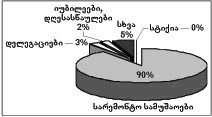 იუბილეები,
დღესასწაულები
2%
სხვა
5%
სტიქია - 0%
დელეგაციები
3%
90%
სარემონტო სამუშაოები